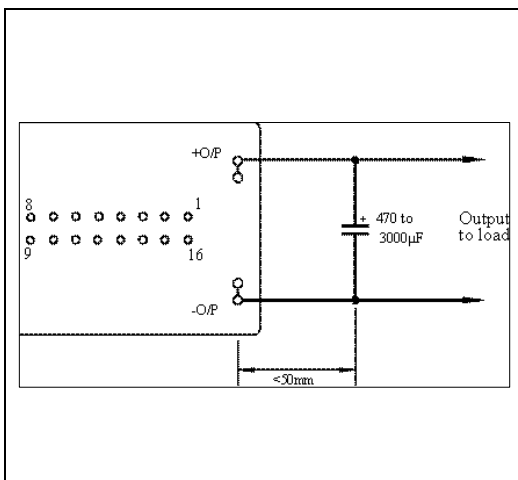 +O/P
8
1
9
16
+ 470 to
3000µF
Output
to load
-O/P
<50mm